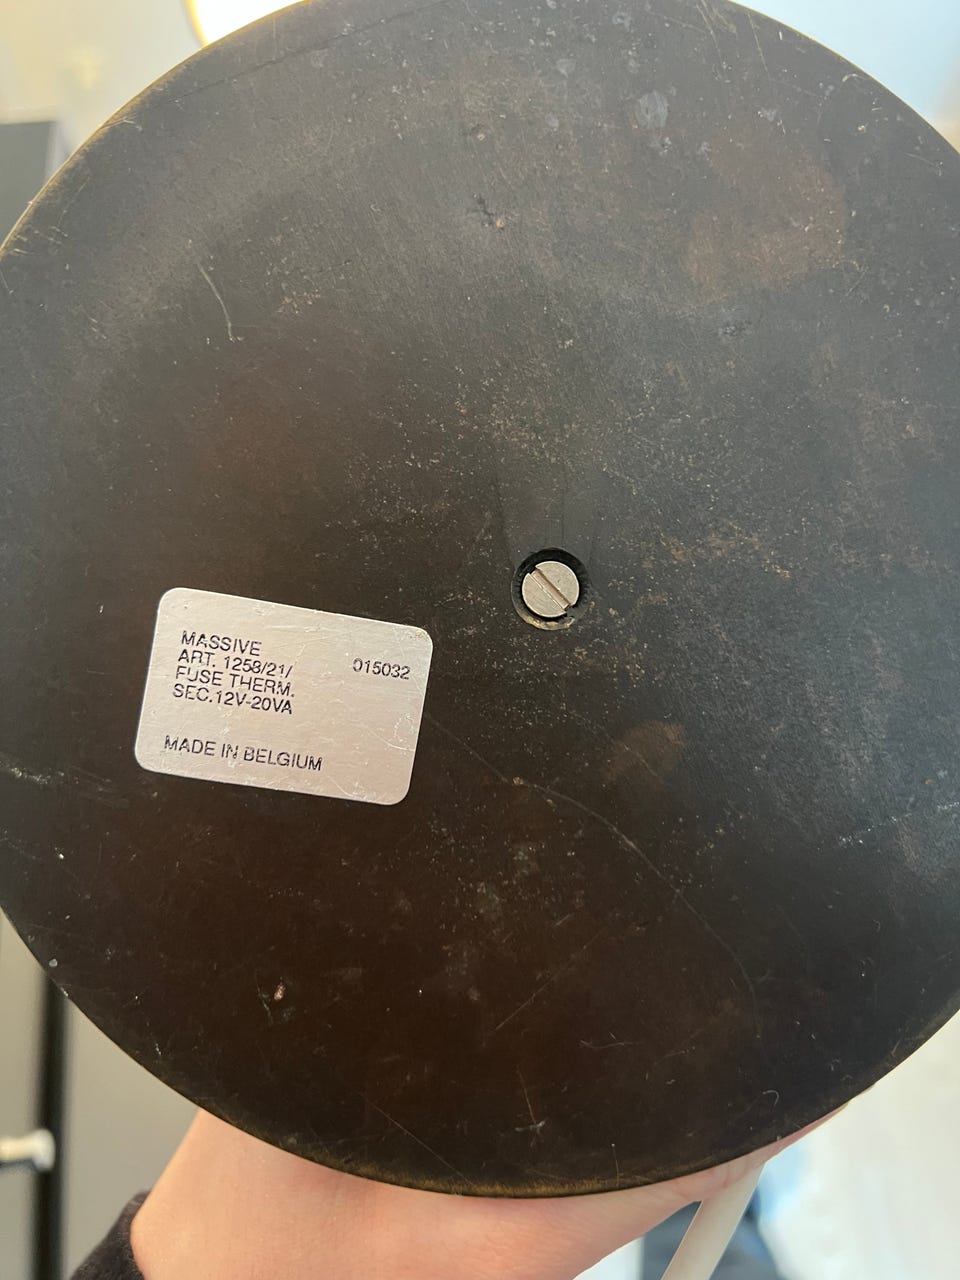 MASSIVE
ART. 1258/21/ 015032
FUSE THERM.
SEC.12V-20VA
MADE IN BELGIUM